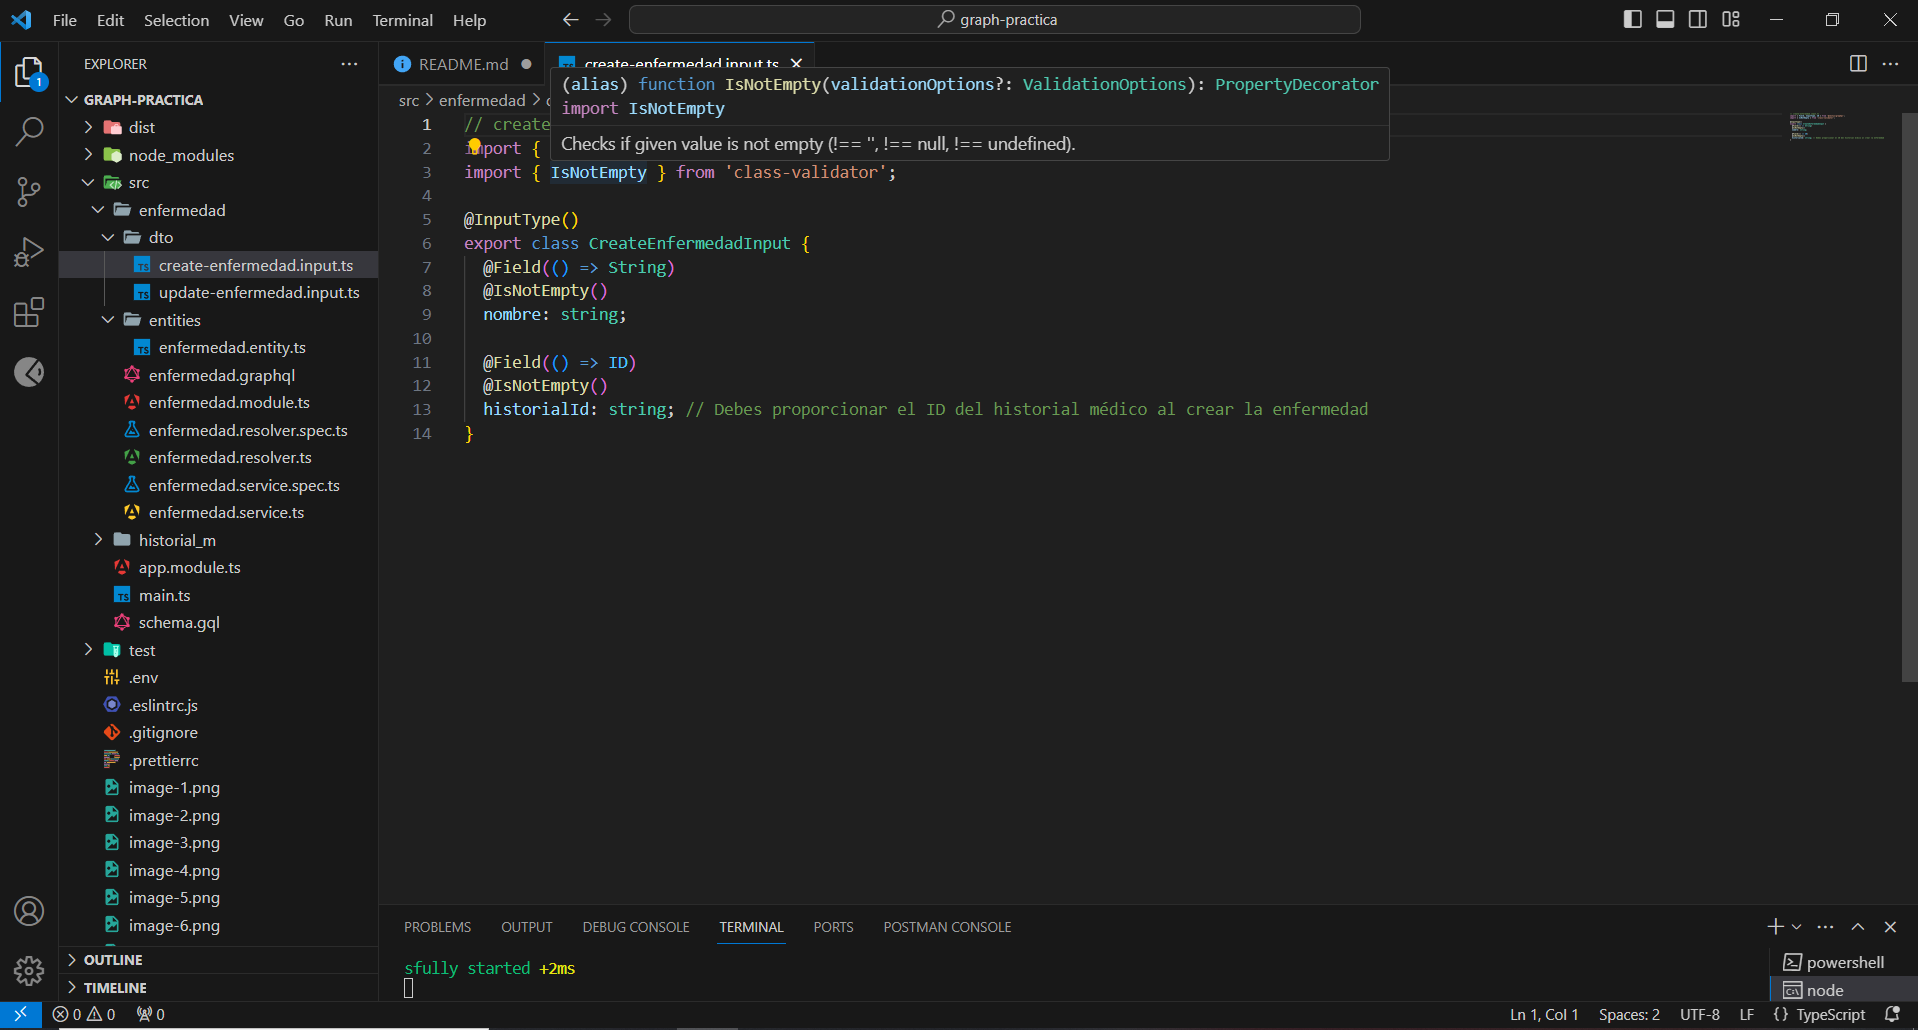 File Edit Selection View Go Run Terminal Help
graph-practica
EXPLORER
GRAPH-PRACTICA
dist
node_modules
src
enfermedad
dto
create-enfermedad.input.ts
update-enfermedad.input.ts
entities
enfermedad.entity.ts
enfermedad.graphql
enfermedad.module.ts
enfermedad.resolver.spec.ts
enfermedad.resolver.ts
enfermedad.service.spec.ts
enfermedad.service.ts
historial_m
app.module.ts
main.ts
schema.gql
test
.env
.eslintrc.js
.gitignore
.prettierrc
image-1.png
image-2.png
image-3.png
image-4.png
image-5.png
image-6.png
OUTLINE
TIMELINE
README.md
create-enfermedad.input.ts
src > enfermedad >
(alias) function IsNotEmpty(validationOptions?: ValidationOptions): PropertyDecorator
import IsNotEmpty
Checks if given value is not empty (!== '', !== null, !== undefined).
1 // create
2 import {
3 import { IsNotEmpty } from 'class-validator';
4
5 @InputType()
6 export class CreateEnfermedadInput {
7 @Field(() => String)
8 @IsNotEmpty()
9 nombre: string;
10
11 @Field(() => ID)
12 @IsNotEmpty()
13 historialId: string; // Debes proporcionar el ID del historial médico al crear la enfermedad
14 }
PROBLEMS OUTPUT DEBUG CONSOLE TERMINAL PORTS POSTMAN CONSOLE
sfully started +2ms
powershell
node
0 0 0
Ln 1, Col 1 Spaces: 2 UTF-8 LF {} TypeScript